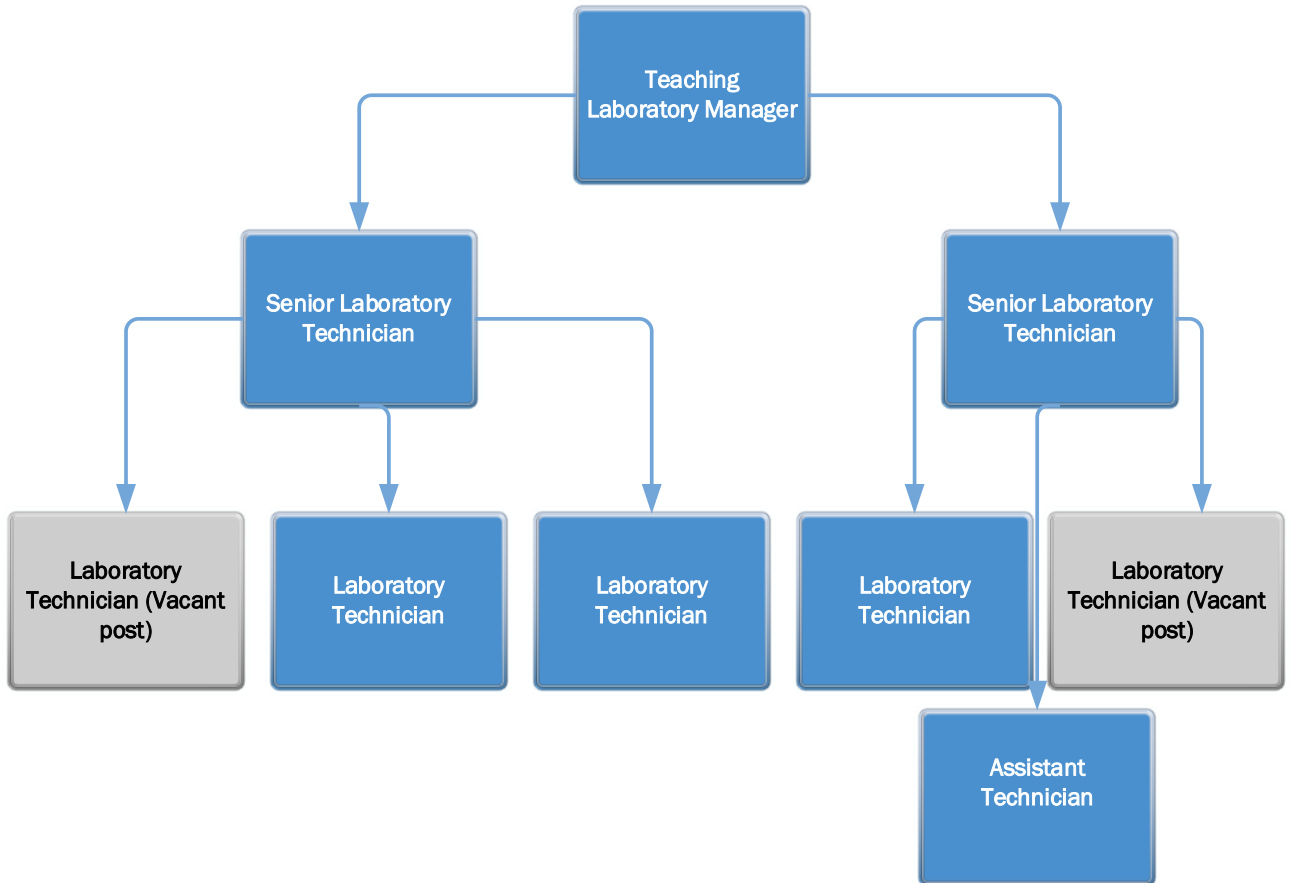 Teaching
Laboratory Manager
Senior Laboratory
Technician
Senior Laboratory
Technician
Laboratory
Technician (Vacant
post)
Laboratory
Technician
Laboratory
Technician
Laboratory
Technician
Laboratory
Technician (Vacant
post)
Assistant
Technician